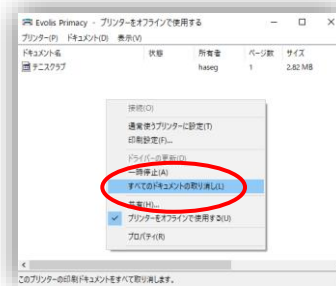 Evolis Primacy - プリンターをオフラインで使用する
プリンター(P) ドキュメント(D) 表示(V)
ドキュメント名 状態 所有者 ページ数 サイズ
テニスクラブ haseg 1 2.82 MB
接続(O)
通常使うプリンターに設定(T)
印刷設定(F)...
ドライバーの更新(D)
一時停止(A)
すべてのドキュメントの取り消し(L)
共有(H)...
プリンターをオフラインで使用する(U)
プロパティ(R)
このプリンターの印刷ドキュメントをすべて取り消します。